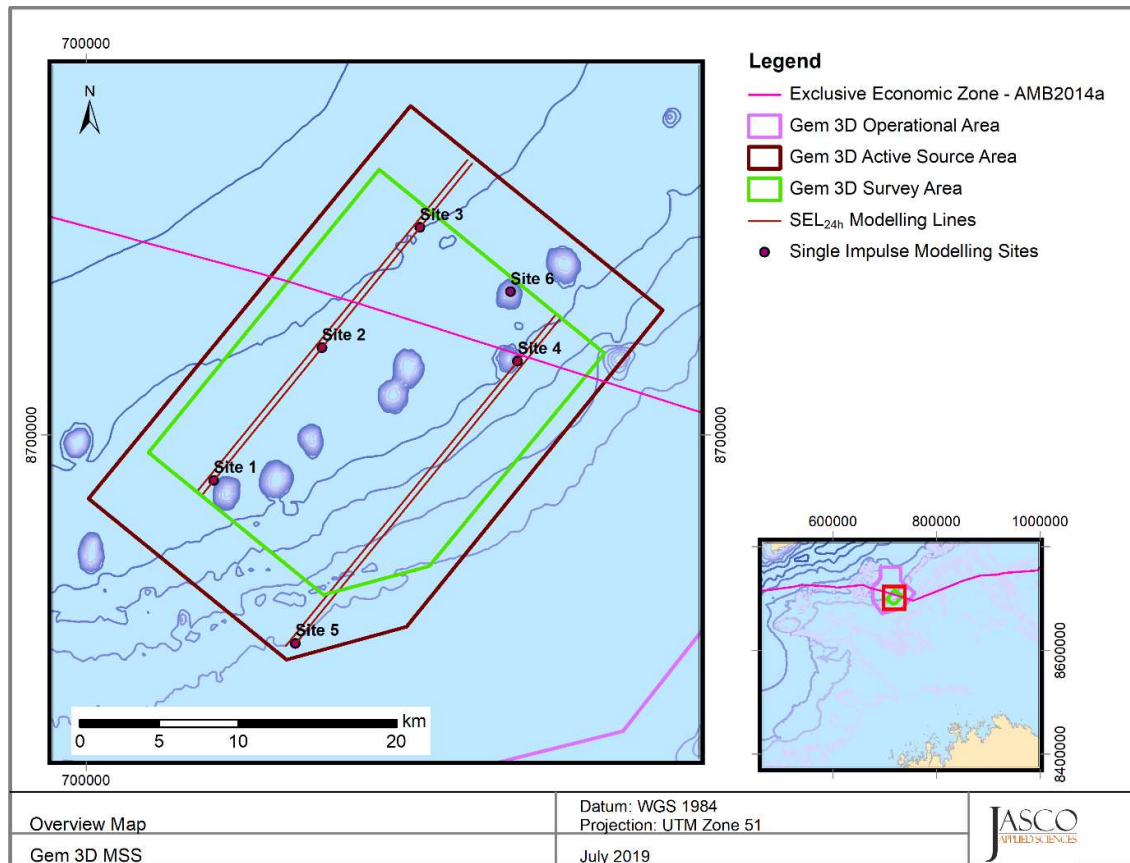 700000
N
Site 3
Site 6
Site 2
Site 4
Site 1
Site 5
8700000
8700000
km
0 5 10 20
700000
Legend
Exclusive Economic Zone - AMB2014a
Gem 3D Operational Area
Gem 3D Active Source Area
Gem 3D Survey Area
SEL24h Modelling Lines
Single Impulse Modelling Sites
600000 800000 1000000
8600000
8400000
Overview Map
Gem 3D MSS
Datum: WGS 1984
Projection: UTM Zone 51
July 2019
JASCO
APPLIED SCIENCES